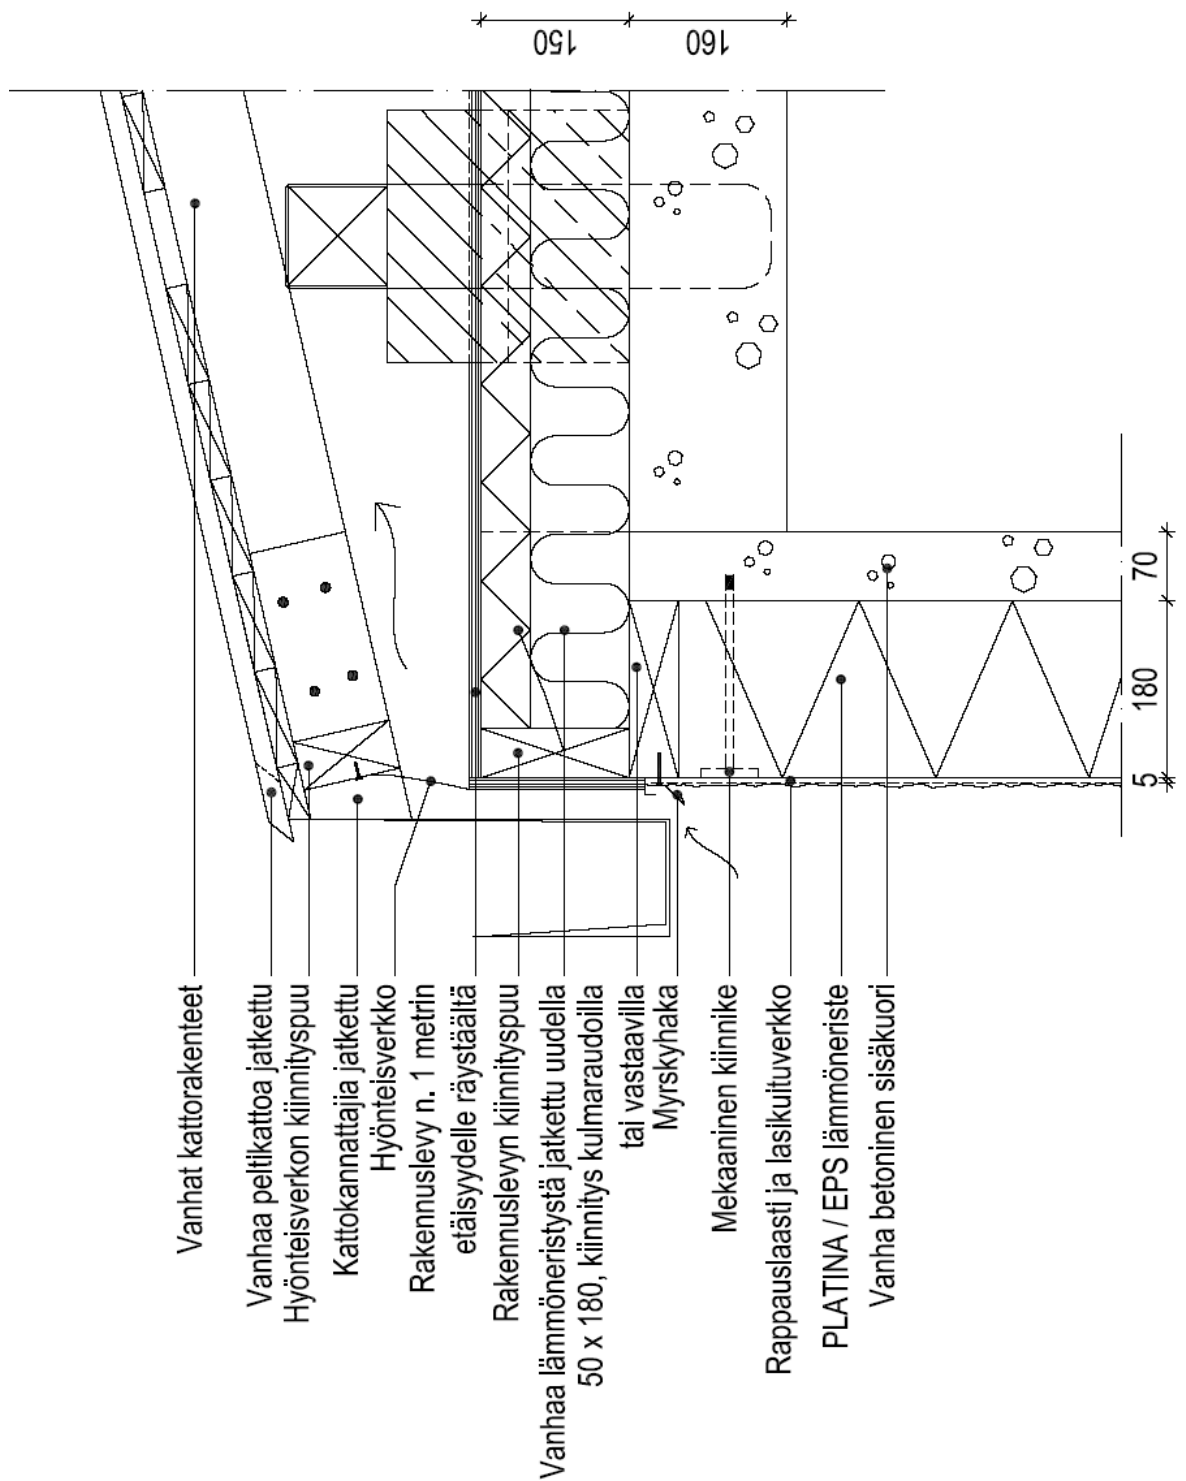 Vanhat kattorakenteet
Vanhaa peltikattoa jatkettu
Hyönteisverkon kiinnityspuu
Kattokannattajia jatkettu
Hyönteisverkko
Rakennuslevy n. 1 metrin
etäisyydelle räystäältä
Rakennuslevyn kiinnityspuu
Vanhaa lämmöneristystä jatkettu uudella
50 x 180, kiinnitys kulmaraudoilla
tai vastaavilla
Myrskyhaka
Mekaaninen kiinnike
Rappauslaasti ja lasikuituverkko
PLATINA / EPS lämmöneriste
Vanha betoninen sisäkuori
150
160
5
180
70